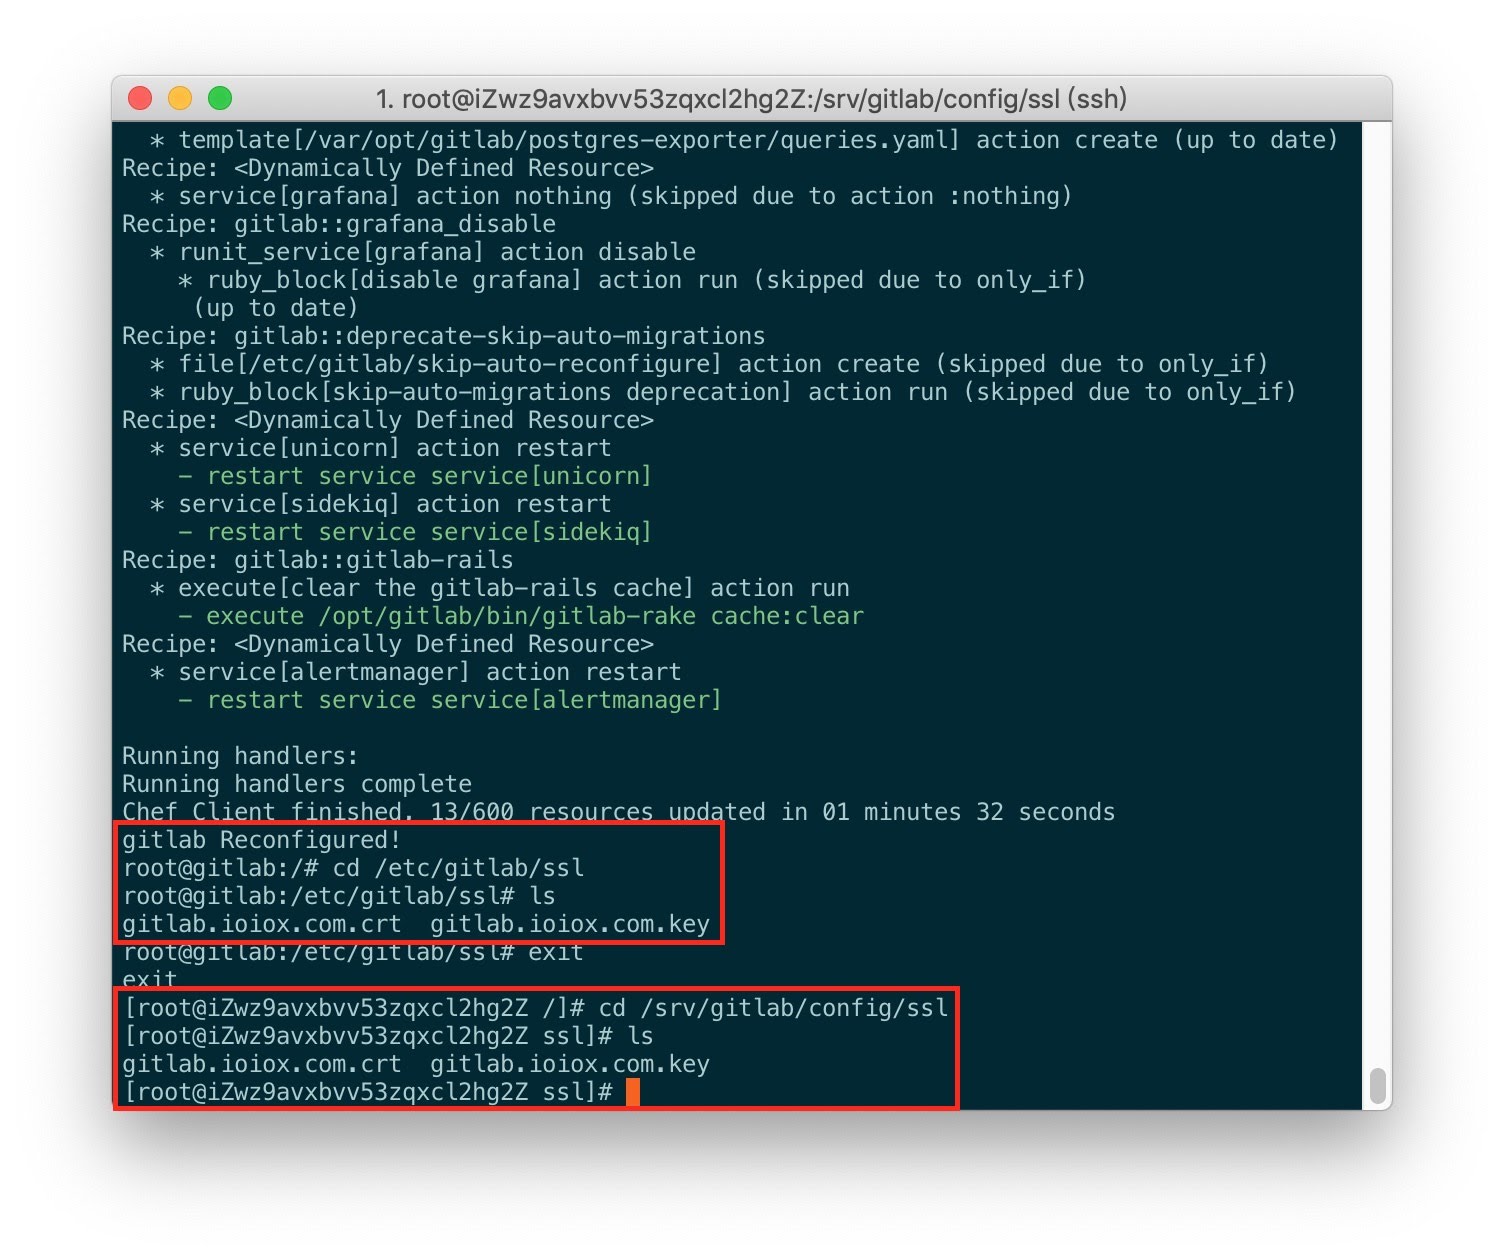 1. root@iZwz9avxbvv53zqxcl2hg2Z:/srv/gitlab/config/ssl (ssh)
* template[/var/opt/gitlab/postgres-exporter/queries.yaml] action create (up to date)
Recipe: <Dynamically Defined Resource>
* service[grafana] action nothing (skipped due to action :nothing)
Recipe: gitlab::grafana_disable
* runit_service[grafana] action disable
* ruby_block[disable grafana] action run (skipped due to only_if)
(up to date)
Recipe: gitlab::deprecate-skip-auto-migrations
* file[/etc/gitlab/skip-auto-reconfigure] action create (skipped due to only_if)
* ruby_block[skip-auto-migrations deprecation] action run (skipped due to only_if)
Recipe: <Dynamically Defined Resource>
* service[unicorn] action restart
- restart service service[unicorn]
* service[sidekiq] action restart
- restart service service[sidekiq]
Recipe: gitlab::gitlab-rails
* execute[clear the gitlab-rails cache] action run
- execute /opt/gitlab/bin/gitlab-rake cache:clear
Recipe: <Dynamically Defined Resource>
* service[alertmanager] action restart
- restart service service[alertmanager]
Running handlers:
Running handlers complete
Chef Client finished, 13/600 resources updated in 01 minutes 32 seconds
gitlab Reconfigured!
root@gitlab:/# cd /etc/gitlab/ssl
root@gitlab:/etc/gitlab/ssl# ls
gitlab.ioiox.com.crt  gitlab.ioiox.com.key
root@gitlab:/etc/gitlab/ssl# exit
exit
[root@iZwz9avxbvv53zqxcl2hg2Z /]# cd /srv/gitlab/config/ssl
[root@iZwz9avxbvv53zqxcl2hg2Z ssl]# ls
gitlab.ioiox.com.crt  gitlab.ioiox.com.key
[root@iZwz9avxbvv53zqxcl2hg2Z ssl]#